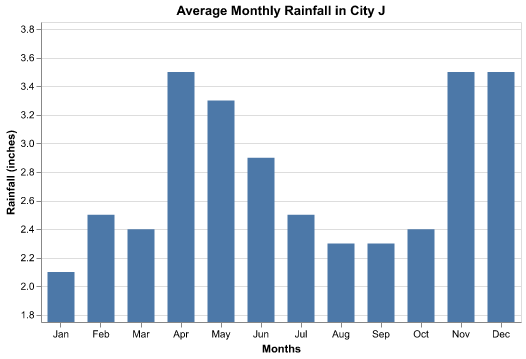 Average Monthly Rainfall in City J
3.8
3.6
3.4
3.2
3.0
2.8
2.6
2.4
2.2
2.0
1.8
Rainfall (inches)
Jan Feb Mar Apr May Jun Jul Aug Sep Oct Nov Dec
Months